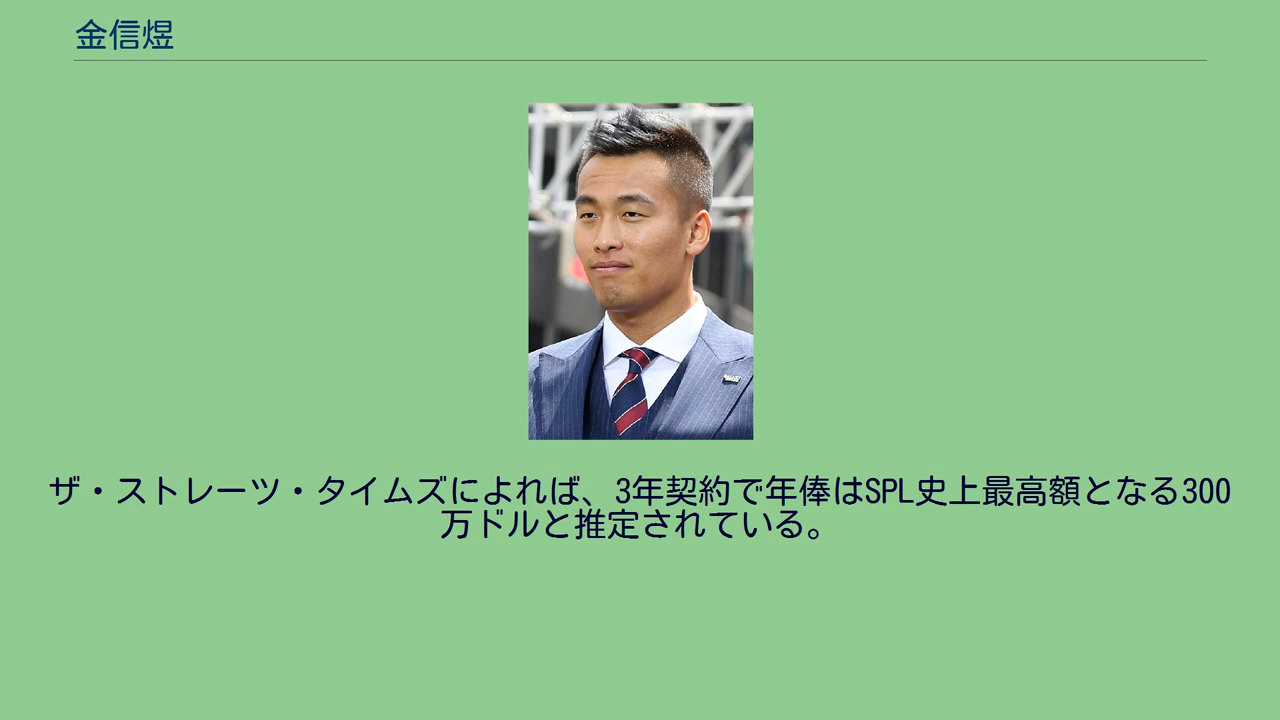 金信煜
ザ・ストレーツ・タイムズによれば、3年契約で年俸はSPL史上最高額となる300
万ドルと推定されている。